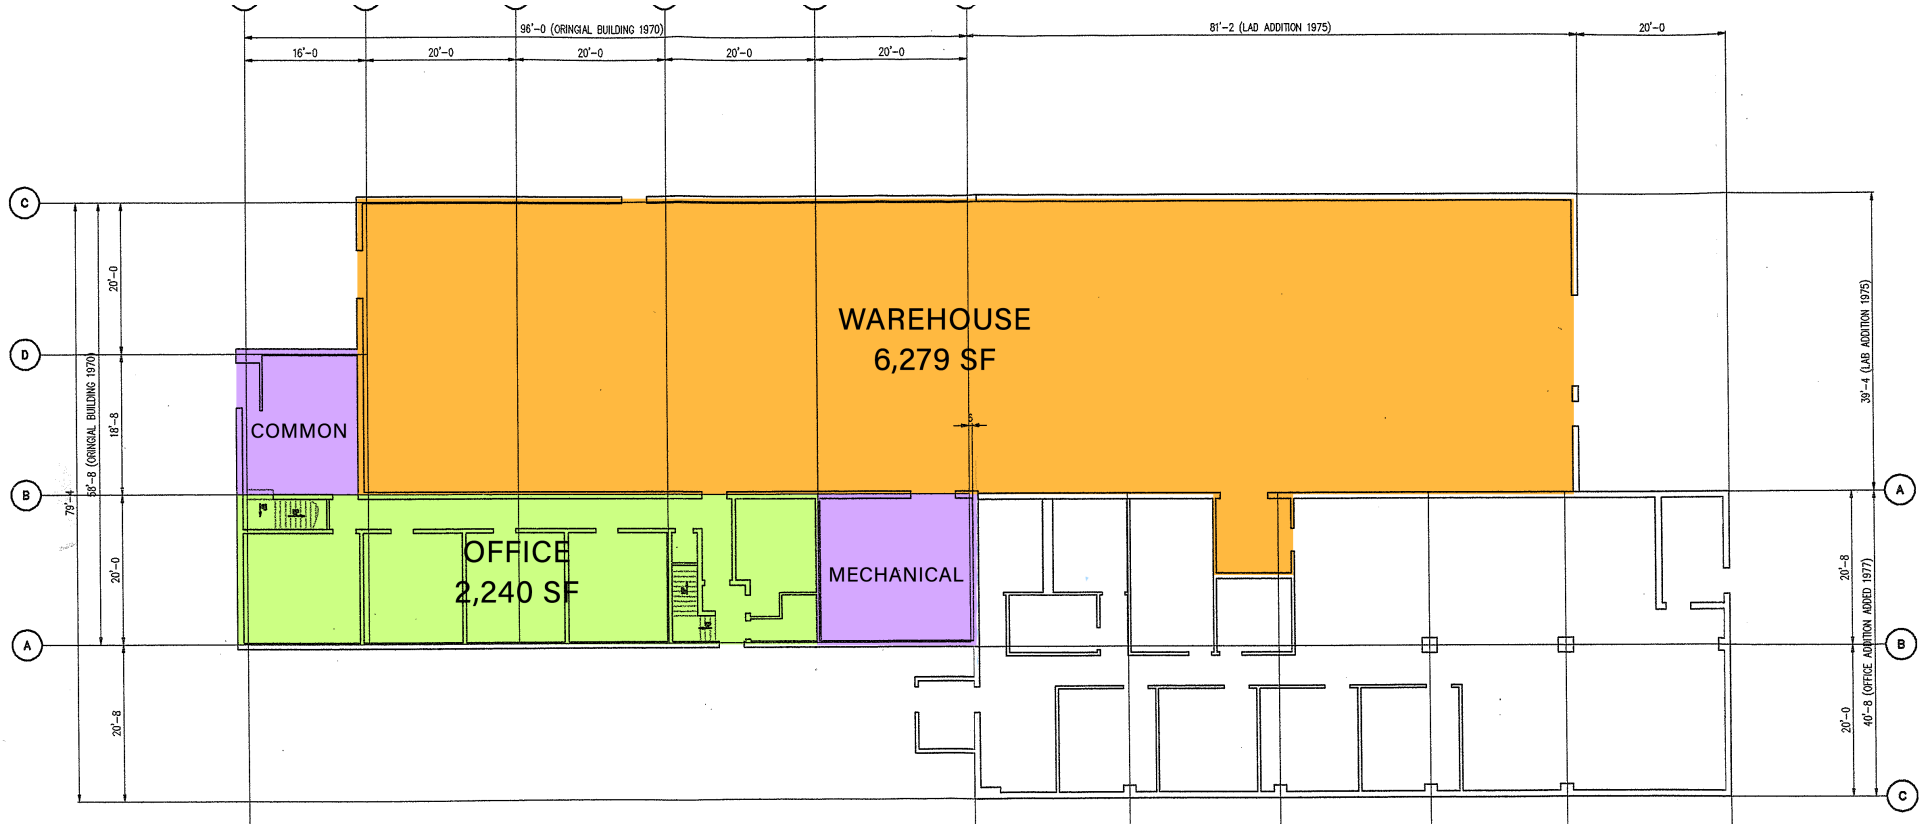 96'-0 (ORINGIAL BUILDING 1970)
81'-2 (LAD ADDITION 1975)
20'-0
16'-0
20'-0
20'-0
20'-0
20'-0
C
D
B
A
79'-4
58'-8 (ORINGIAL BUILDING 1970)
20'-0
18'-8
20'-0
20'-8
WAREHOUSE
6,279 SF
COMMON
OFFICE
2,240 SF
MECHANICAL
39'-4 (LAB ADDITION 1975)
20'-8
20'-0
40'-8 (OFFICE ADDITION ADDED 1977)
A
B
C